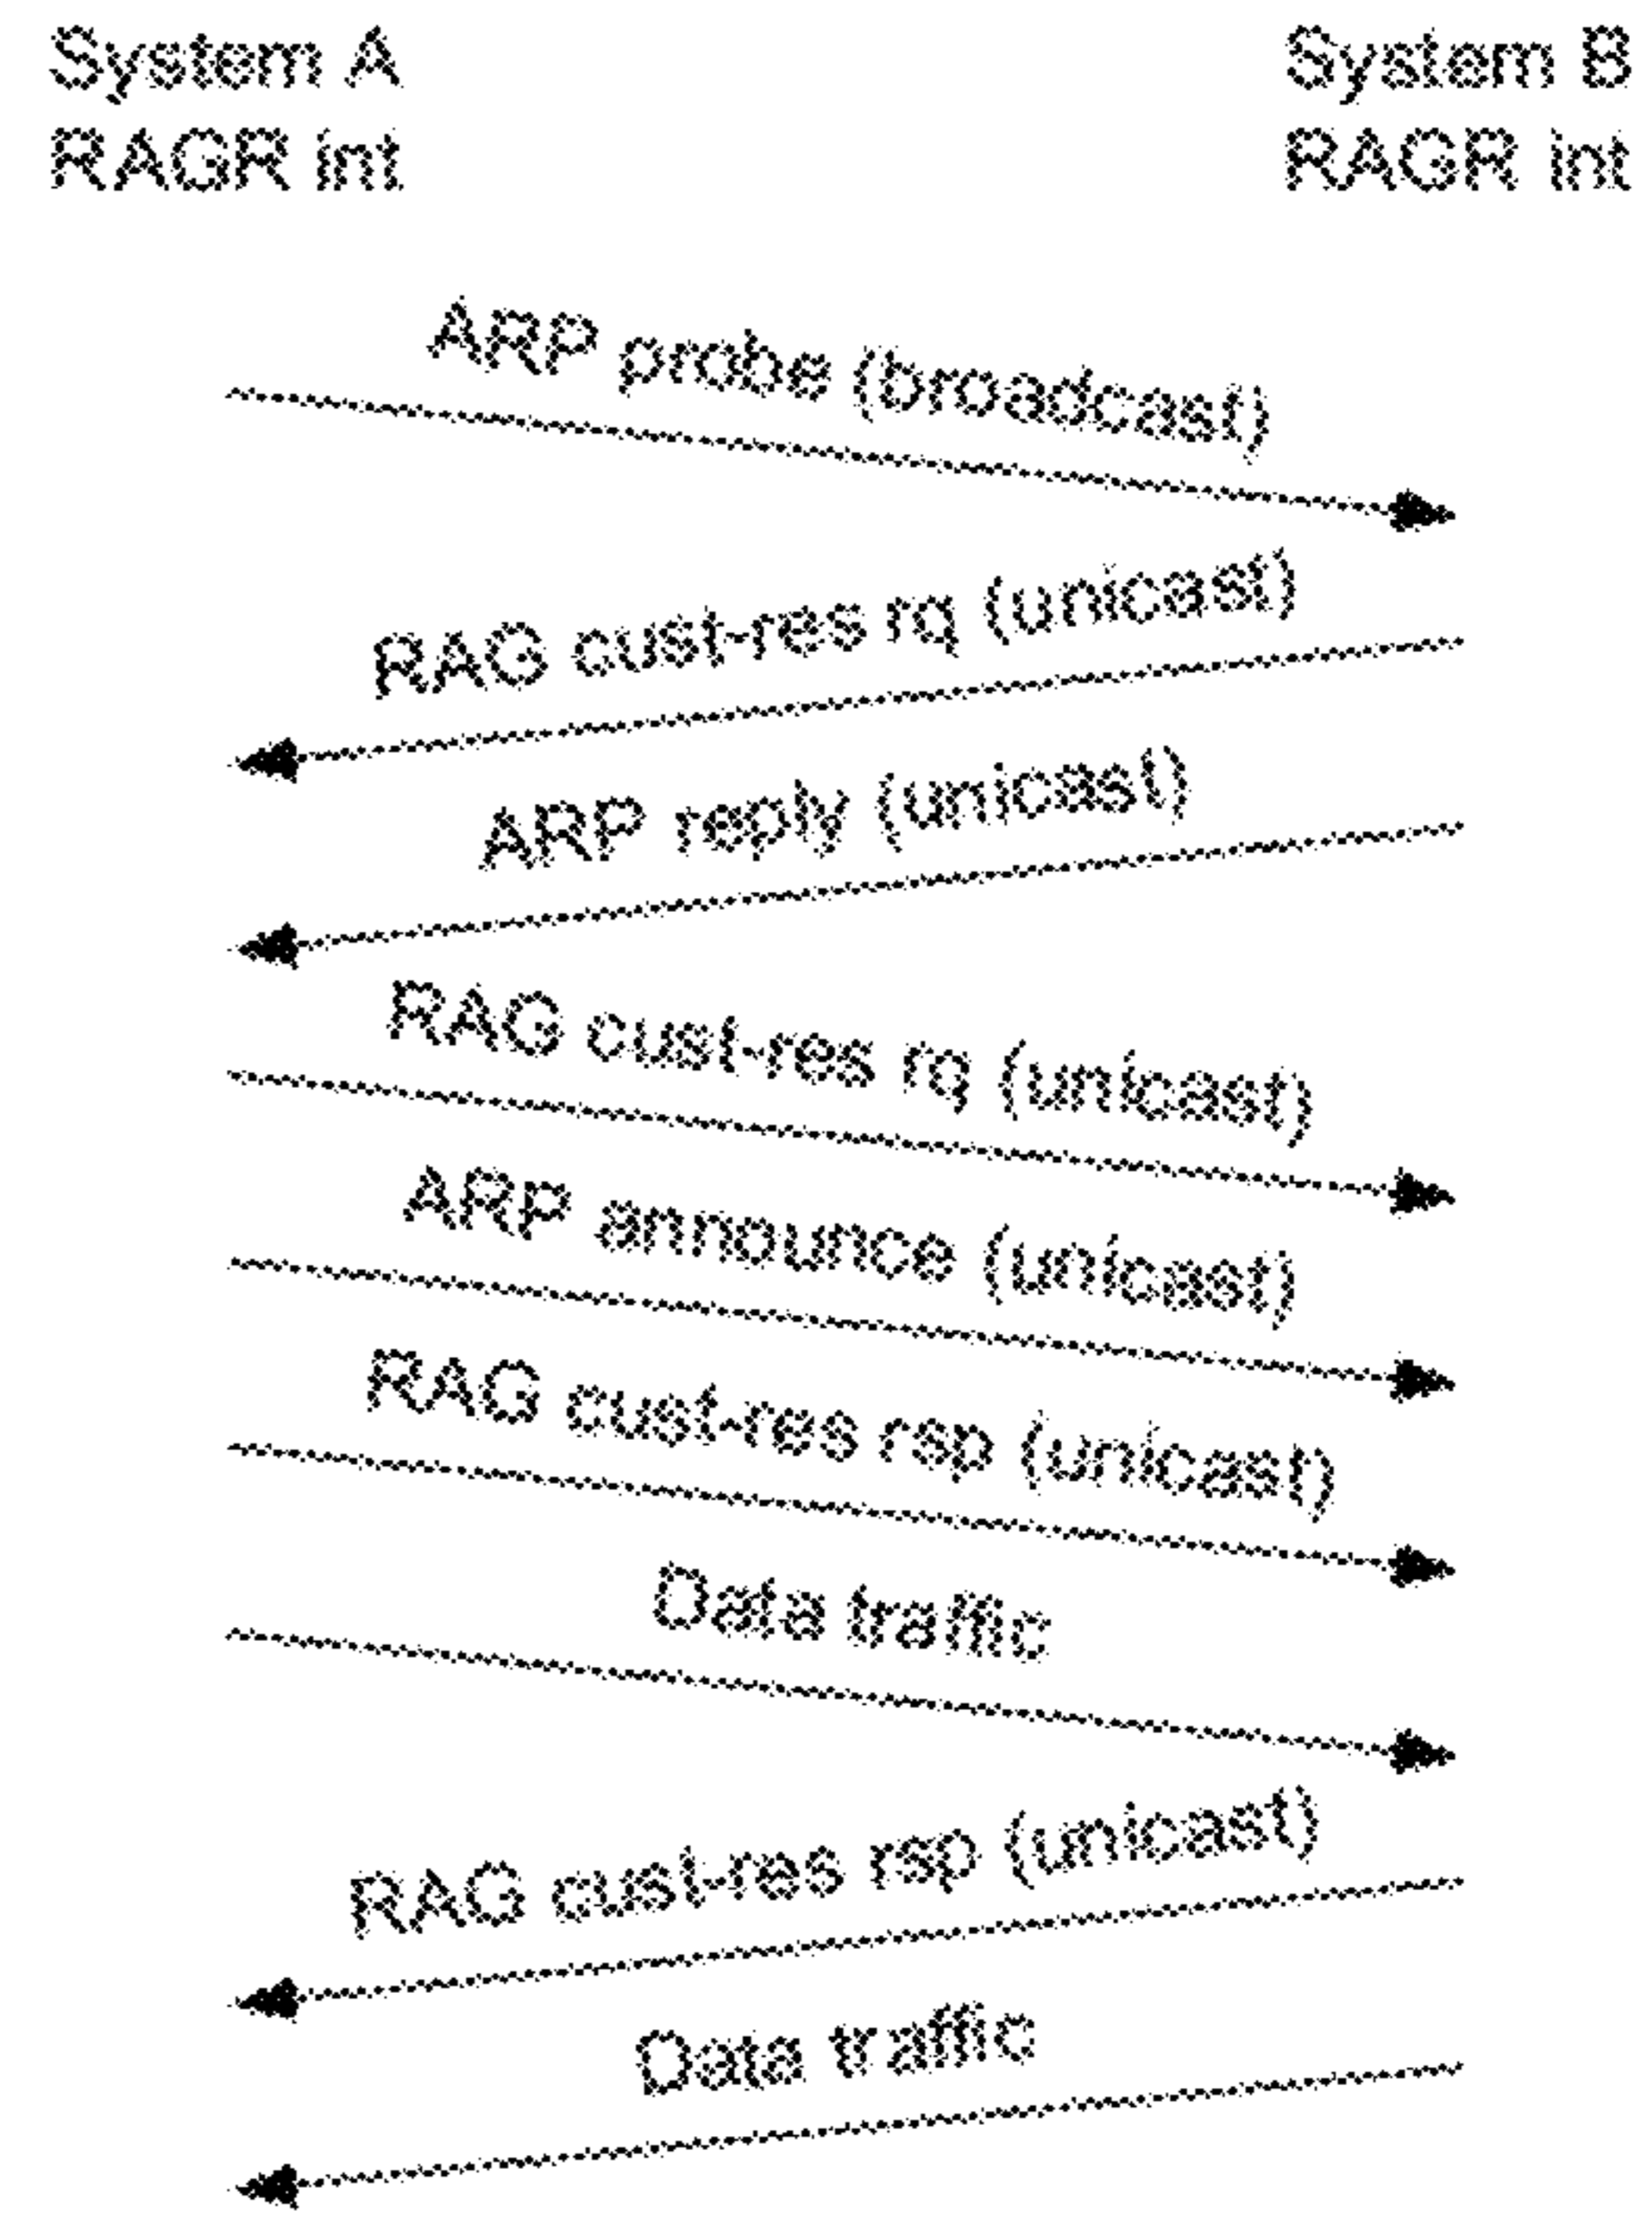 System A
System B
RAGR int
RAGR int
ARP probe (broadcast)
RAG cust-res rq (unicast)
ARP reply (unicast)
RAG cust-res rq (unicast)
ARP announce (unicast)
RAG cust-res rsp (unicast)
Data traffic
RAG cust-res rsp (unicast)
Data traffic